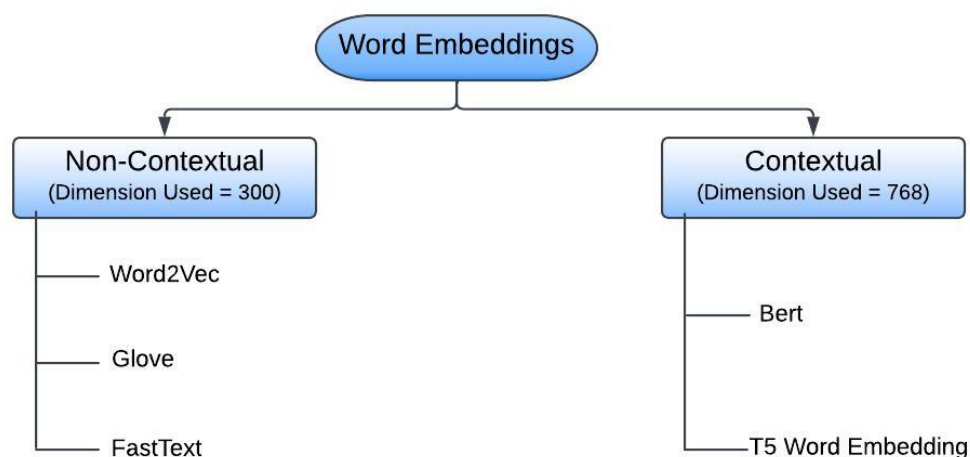 Word Embeddings
Non-Contextual
(Dimension Used = 300)
Word2Vec
Glove
FastText
Contextual
(Dimension Used = 768)
Bert
T5 Word Embedding